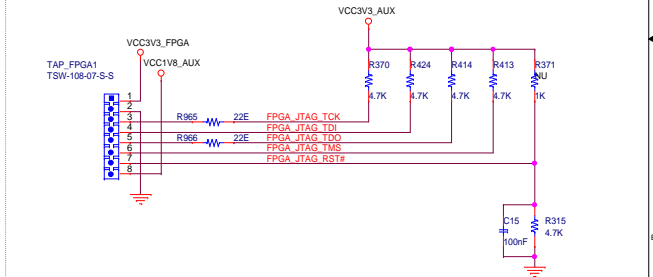 VCC3V3_AUX
VCC3V3_FPGA
TAP_FPGA1
TSW-108-07-S-S
VCC1V8_AUX
R370
R424
R414
R413
R371
NU
4.7K
4.7K
4.7K
4.7K
1K
1
2
3
R965
22E
FPGA_JTAG_TCK
4
FPGA_JTAG_TDI
5
R966
22E
FPGA_JTAG_TDO
6
FPGA_JTAG_TMS
7
FPGA_JTAG_RST#
8
C15
100nF
R315
4.7K